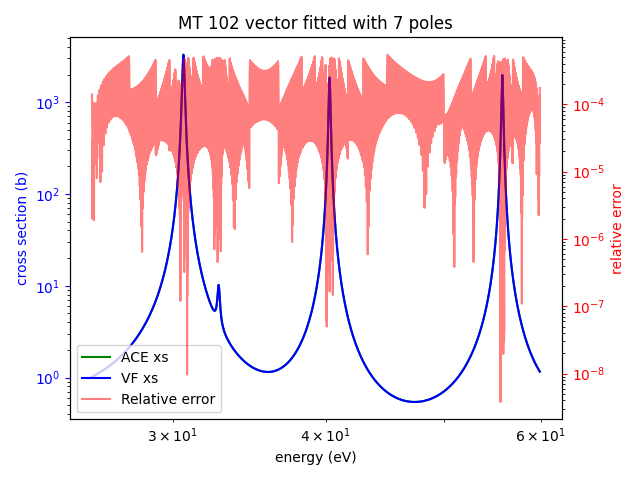 MT 102 vector fitted with 7 poles
cross section (b)
10³
10²
10¹
10⁰
10⁻⁴
10⁻⁵
10⁻⁶
10⁻⁷
10⁻⁸
relative error
ACE xs
VF xs
Relative error
3 × 10¹ 4 × 10¹ 6 × 10¹
energy (eV)